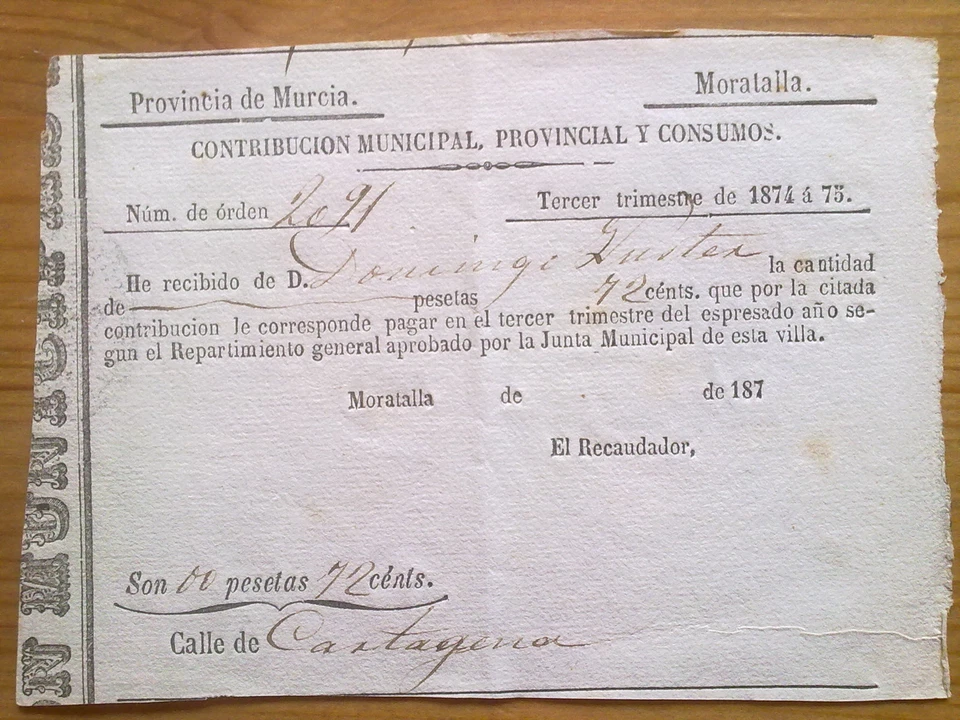 Provincia de Murcia.
Moratalla.
CONTRIBUCION MUNICIPAL, PROVINCIAL Y CONSUMOS.
Núm. de órden 2091
Tercer trimestre de 1874 á 75.
He recibido de D. Domingo la cantidad
de pesetas 72 cénts. que por la citada
contribucion le corresponde pagar en el tercer trimestre del espresado año se-
gun el Repartimiento general aprobado por la Junta Municipal de esta villa.
Moratalla de de 187
El Recaudador,
Son 00 pesetas 72 cénts.
Calle de Cartagena